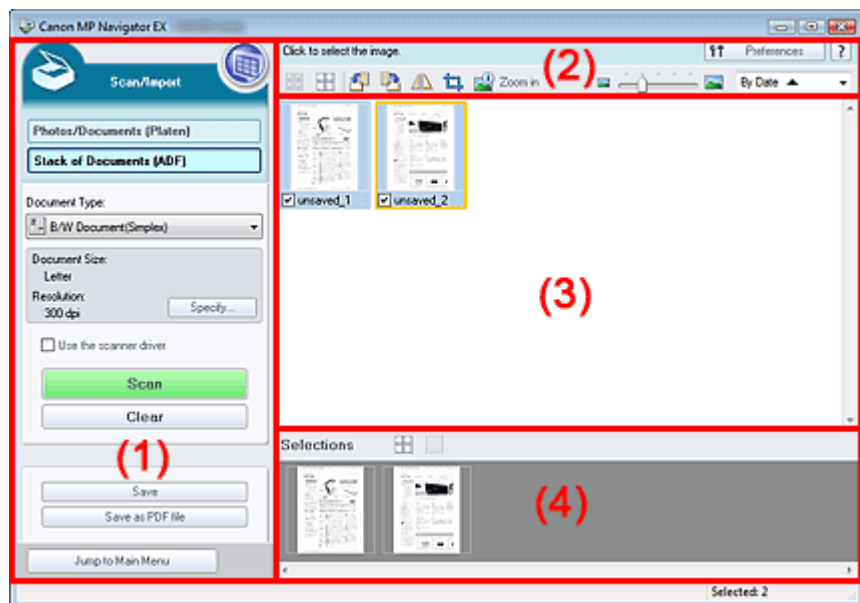 Canon MP Navigator EX
Scan/Import
Photos/Documents (Platen)
Stack of Documents (ADF)
Document Type:
B/W Document(Simplex)
Document Size:
Letter
Resolution:
300 dpi
Specify...
Use the scanner driver
Scan
Clear
(1)
Save
Save as PDF file
Jump to Main Menu
Click to select the image.
Preferences
?
(2)
Zoom in
By Date
unsaved_1
unsaved_2
(3)
Selections
(4)
Selected: 2